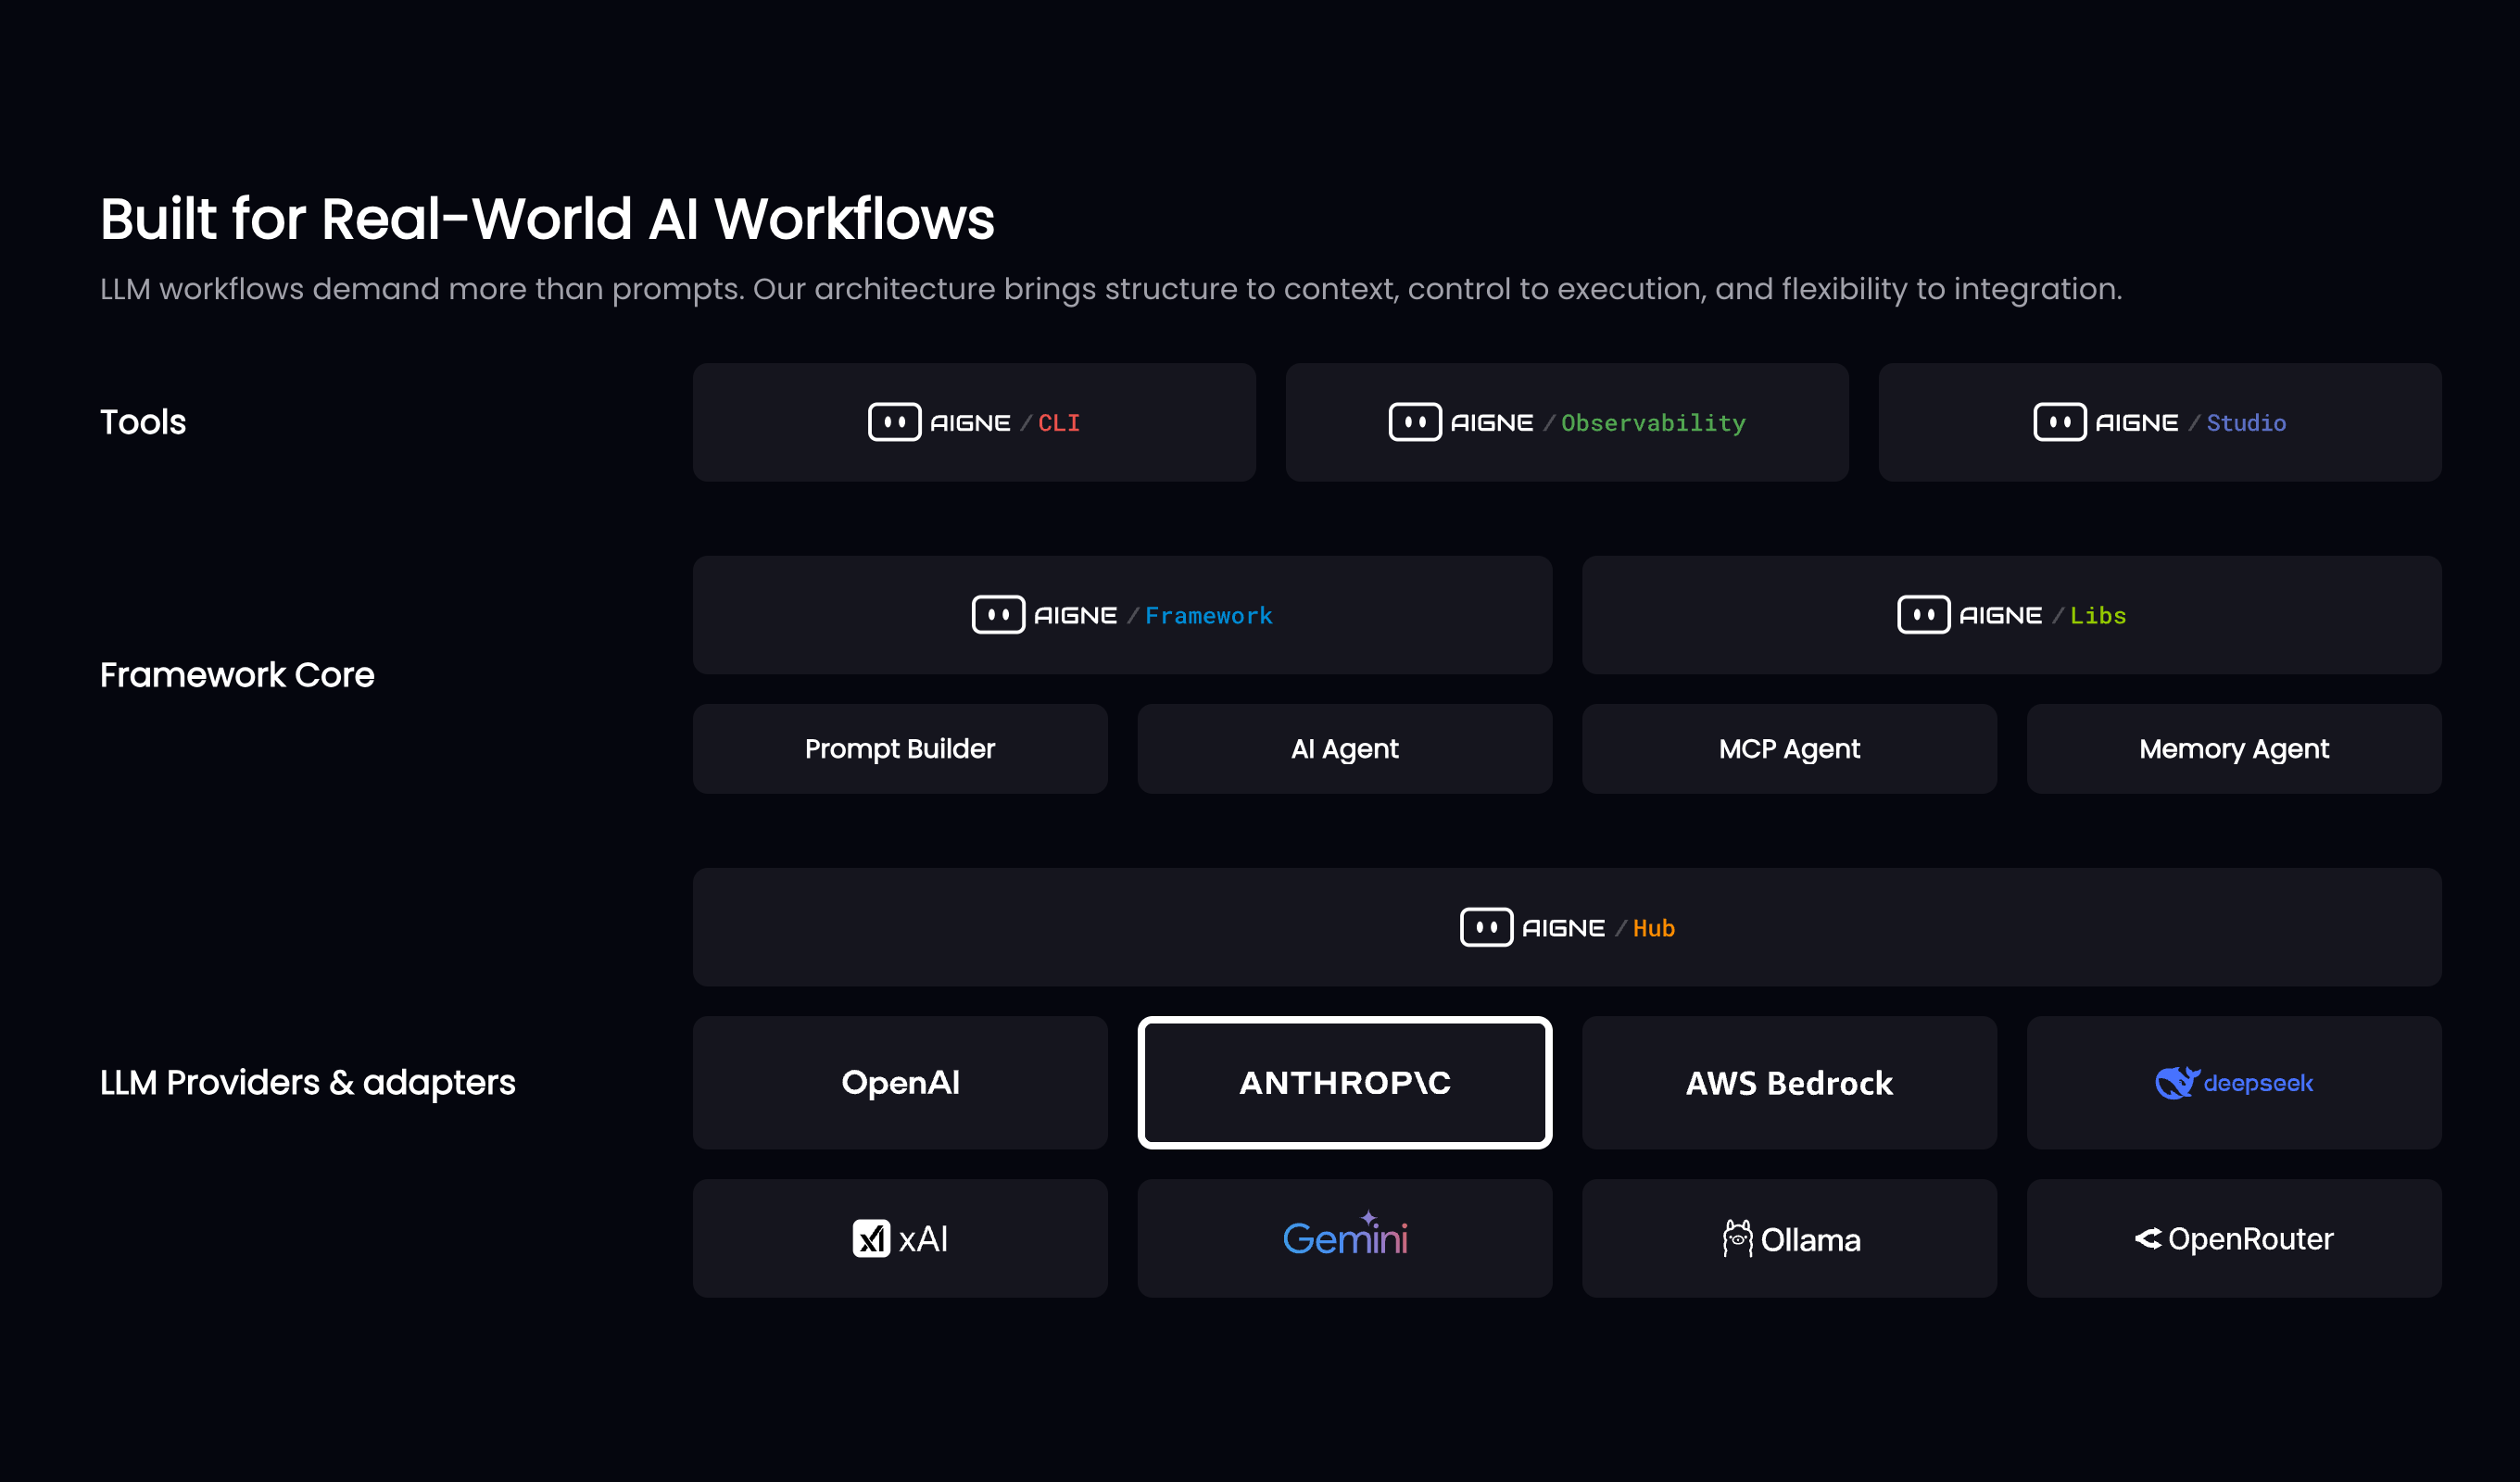 Built for Real-World AI Workflows
LLM workflows demand more than prompts. Our architecture brings structure to context, control to execution, and flexibility to integration.
Tools
AIGNE / CLI
AIGNE / Observability
AIGNE / Studio
Framework Core
AIGNE / Framework
AIGNE / Libs
Prompt Builder
AI Agent
MCP Agent
Memory Agent
LLM Providers & adapters
AIGNE / Hub
OpenAI
ANTHROP\C
AWS Bedrock
deepseek
xAI
Gemini
Ollama
OpenRouter